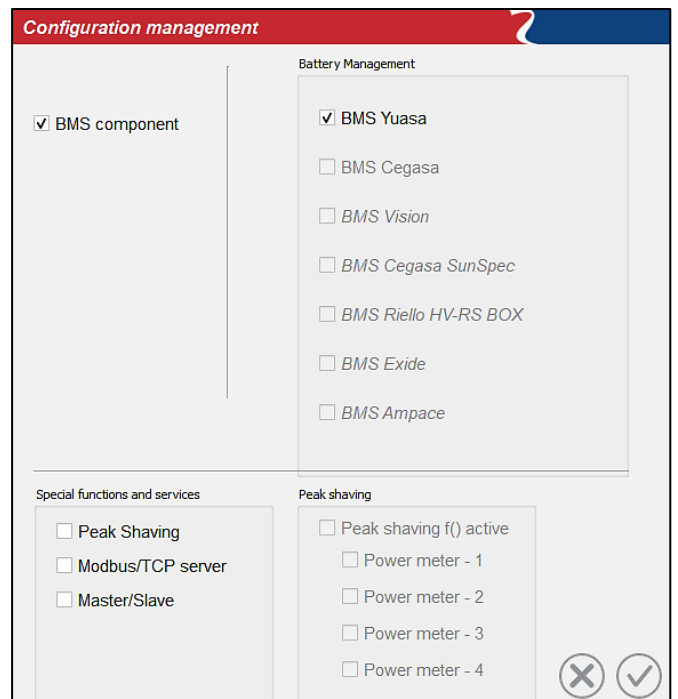 Configuration management
Battery Management
BMS component
BMS Yuasa
BMS Cegasa
BMS Vision
BMS Cegasa SunSpec
BMS Riello HV-RS BOX
BMS Exide
BMS Ampace
Special functions and services
Peak Shaving
Modbus/TCP server
Master/Slave
Peak shaving
Peak shaving f() active
Power meter - 1
Power meter - 2
Power meter - 3
Power meter - 4